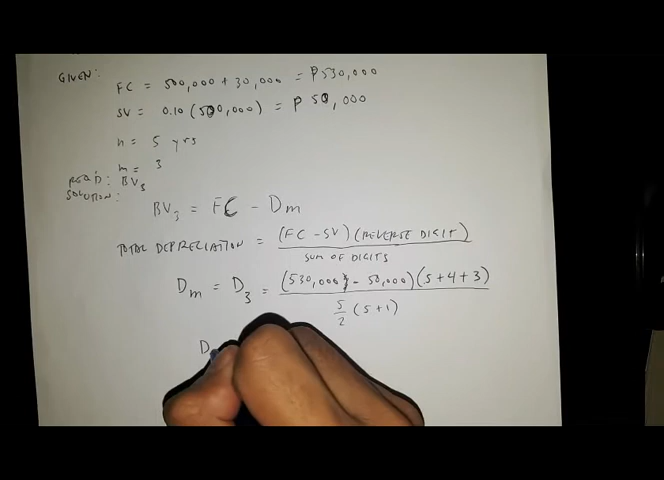 GIVEN:
FC = 500,000 + 30,000 = ₱530,000
SV = 0.10 (500,000) = ₱ 50,000
n = 5 yrs
m = 3
REQ'D: BV₃
SOLUTION:
BV₃ = FC - Dm
TOTAL DEPRECIATION = (FC - SV) (REVERSE DIGIT) / SUM OF DIGITS
Dm = D₃ = (530,000 - 50,000) (5 + 4 + 3) / 5/2 (5 + 1)
D